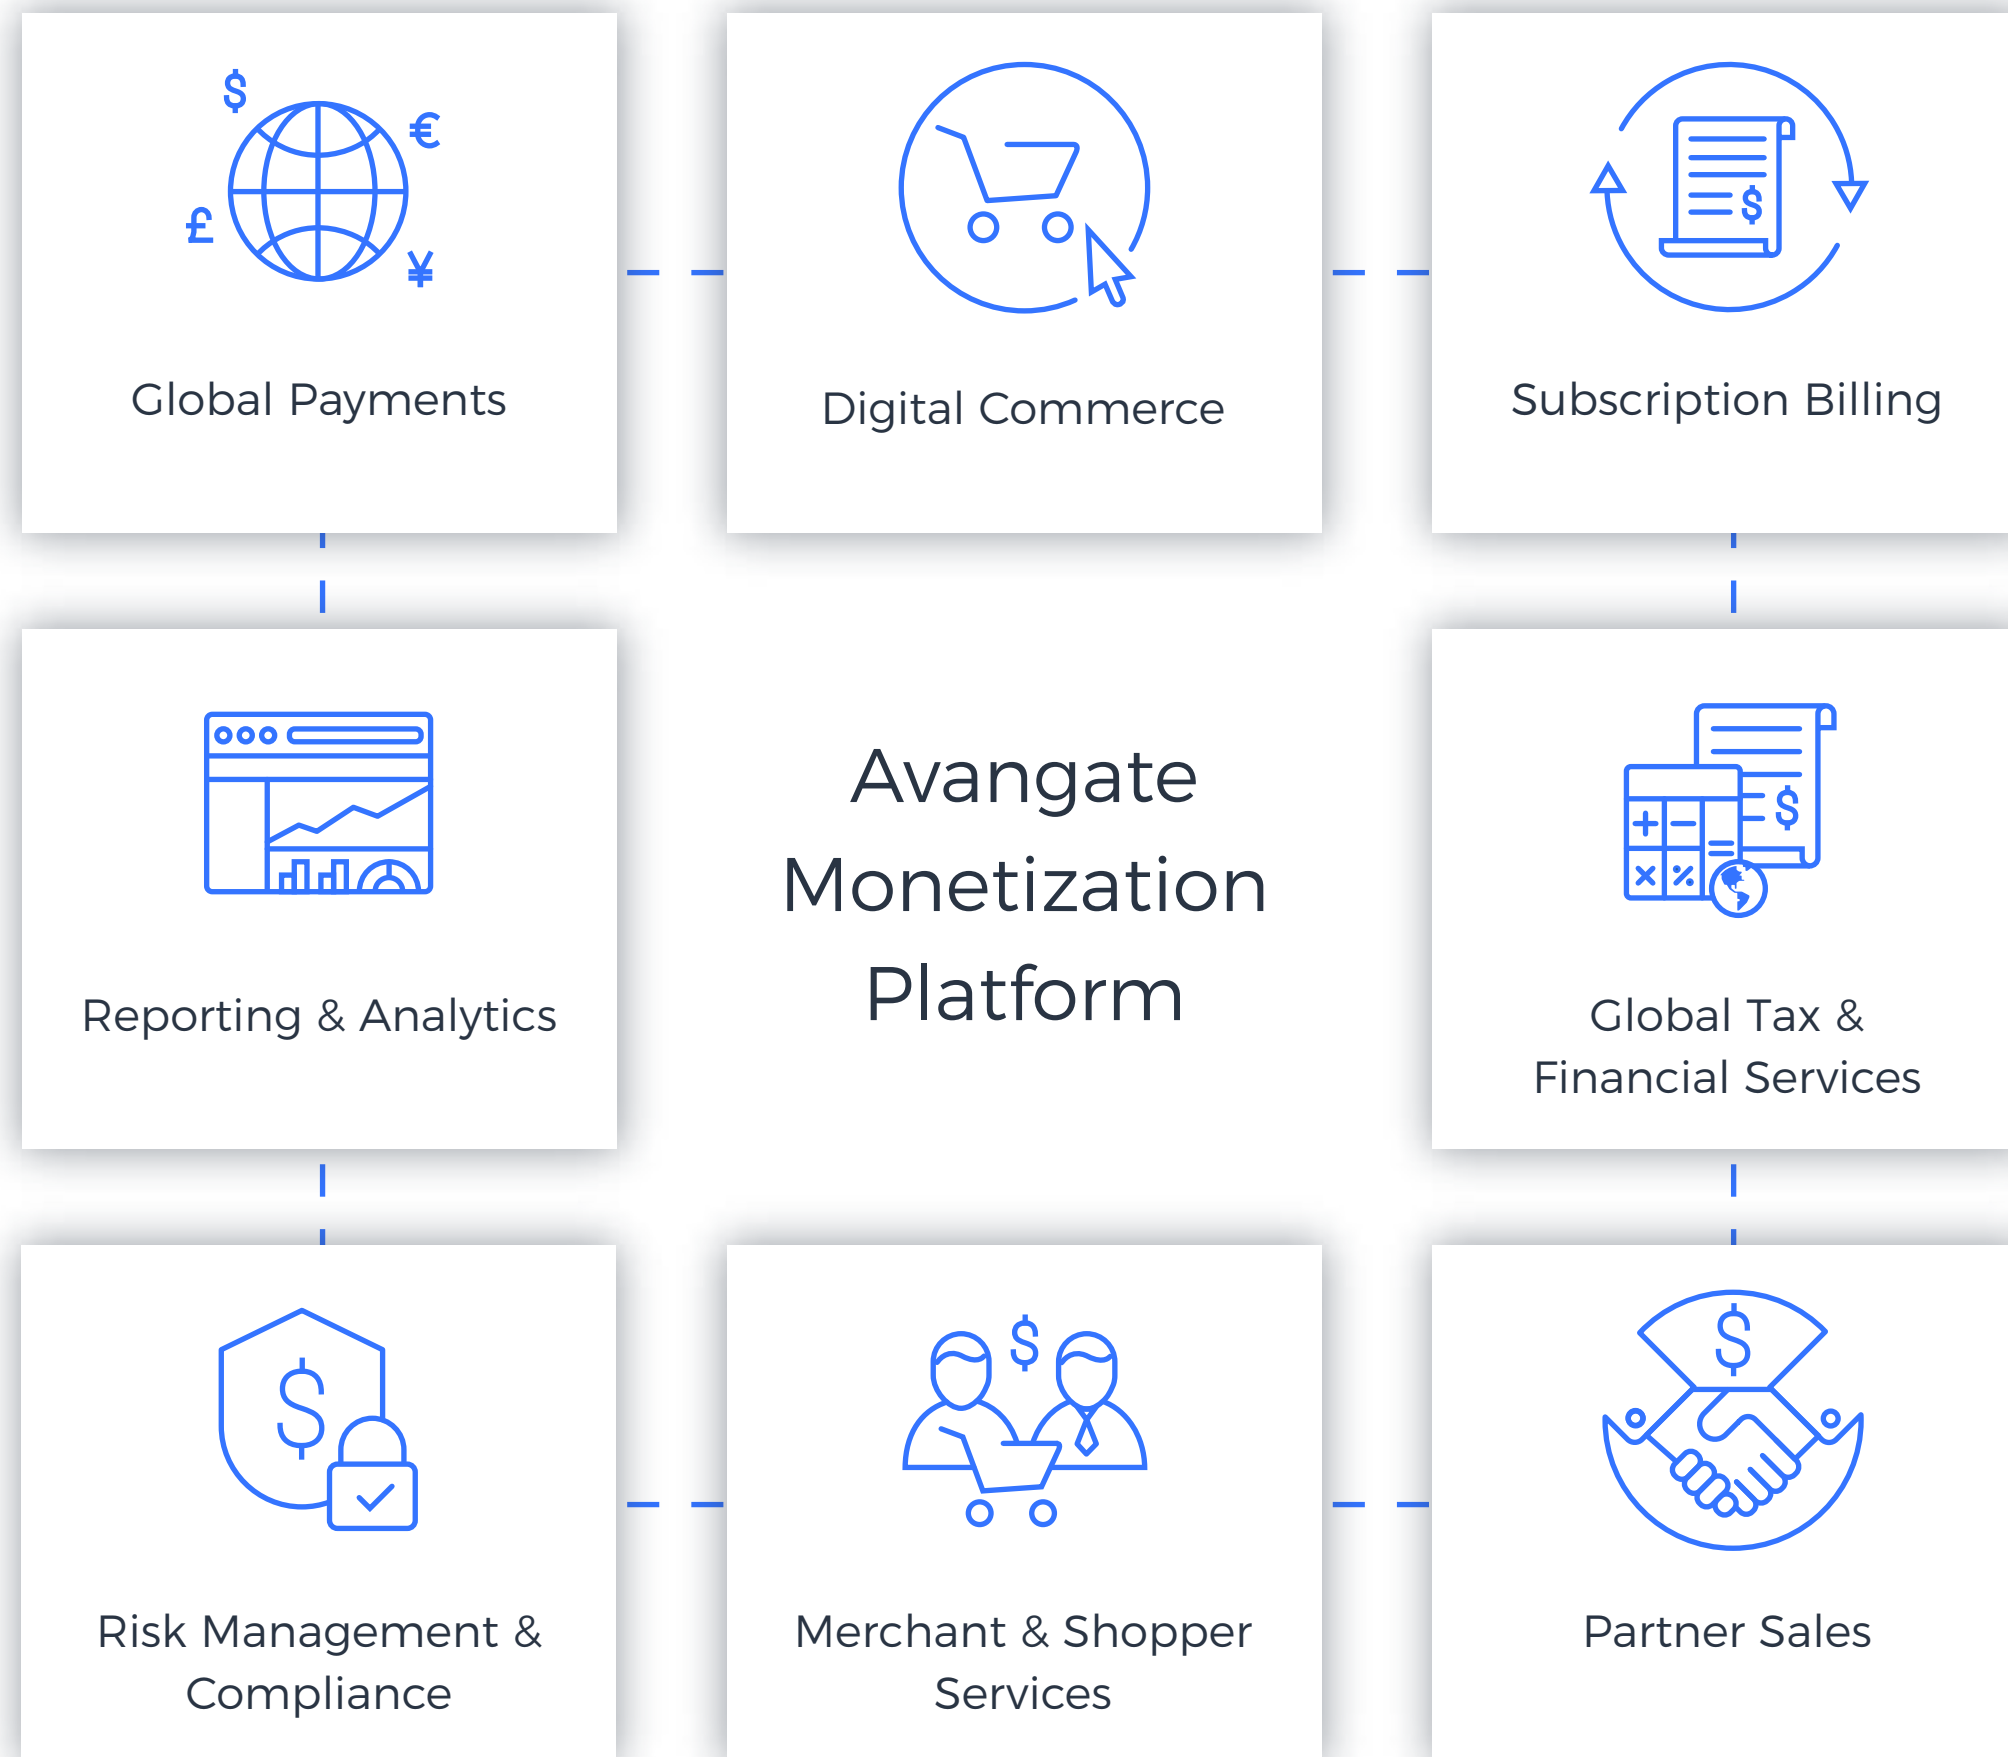 Global Payments
Digital Commerce
Subscription Billing
Reporting & Analytics
Avangate
Monetization
Platform
Global Tax &
Financial Services
Risk Management &
Compliance
Merchant & Shopper
Services
Partner Sales